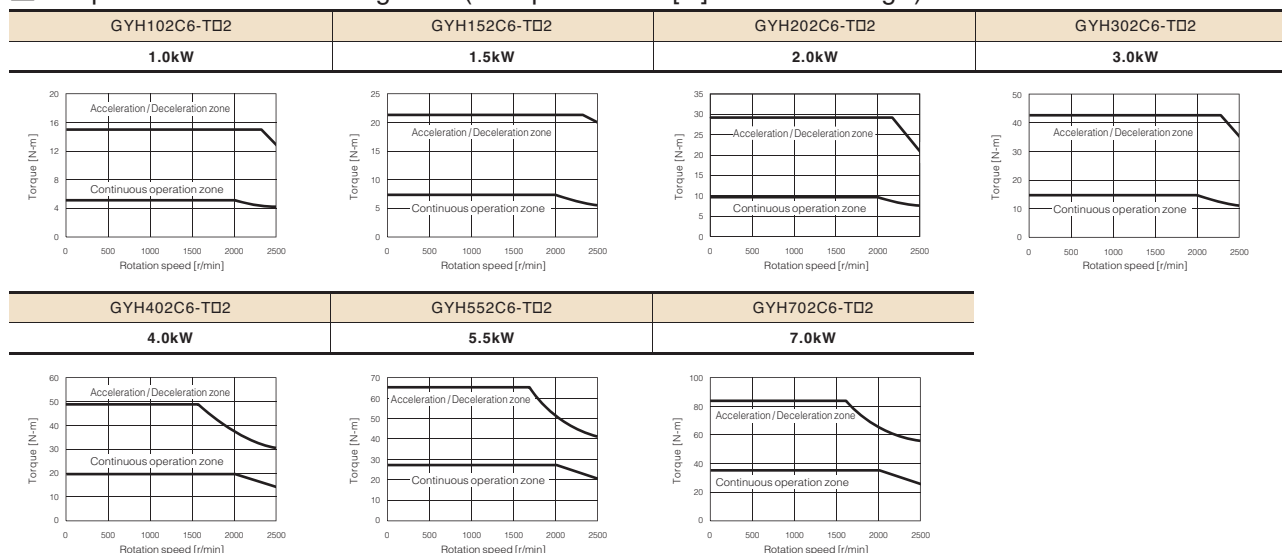 GYH102C6-T□2 GYH152C6-T□2 GYH202C6-T□2 GYH302C6-T□2
1.0kW 1.5kW 2.0kW 3.0kW
20
16
12
8
4
0
Torque [N-m]
Acceleration / Deceleration zone
Continuous operation zone
0 500 1000 1500 2000 2500
Rotation speed [r/min]
25
20
15
10
5
0
Torque [N-m]
Acceleration / Deceleration zone
Continuous operation zone
0 500 1000 1500 2000 2500
Rotation speed [r/min]
35
30
25
20
15
10
5
0
Torque [N-m]
Acceleration / Deceleration zone
Continuous operation zone
0 500 1000 1500 2000 2500
Rotation speed [r/min]
50
40
30
20
10
0
Torque [N-m]
Acceleration / Deceleration zone
Continuous operation zone
0 500 1000 1500 2000 2500
Rotation speed [r/min]
GYH402C6-T□2 GYH552C6-T□2 GYH702C6-T□2
4.0kW 5.5kW 7.0kW
60
50
40
30
20
10
0
Torque [N-m]
Acceleration / Deceleration zone
Continuous operation zone
0 500 1000 1500 2000 2500
Rotation speed [r/min]
70
60
50
40
30
20
10
0
Torque [N-m]
Acceleration / Deceleration zone
Continuous operation zone
0 500 1000 1500 2000 2500
Rotation speed [r/min]
100
80
60
40
20
0
Torque [N-m]
Acceleration / Deceleration zone
Continuous operation zone
0 500 1000 1500 2000 2500
Rotation speed [r/min]